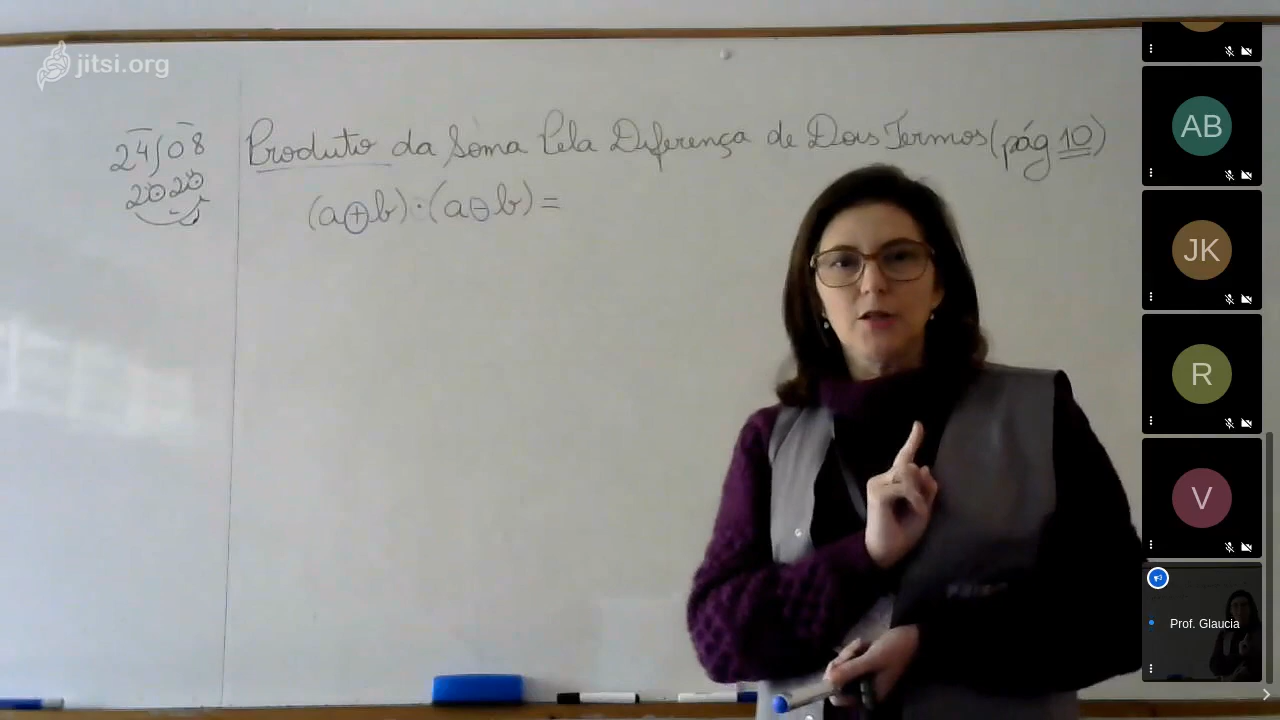 jitsi.org
24/08
2020
Produto da Soma Pela Diferença de Dois Termos (pág 10)
(a+b)·(a-b)=
AB
JK
R
V
Prof. Glaucia